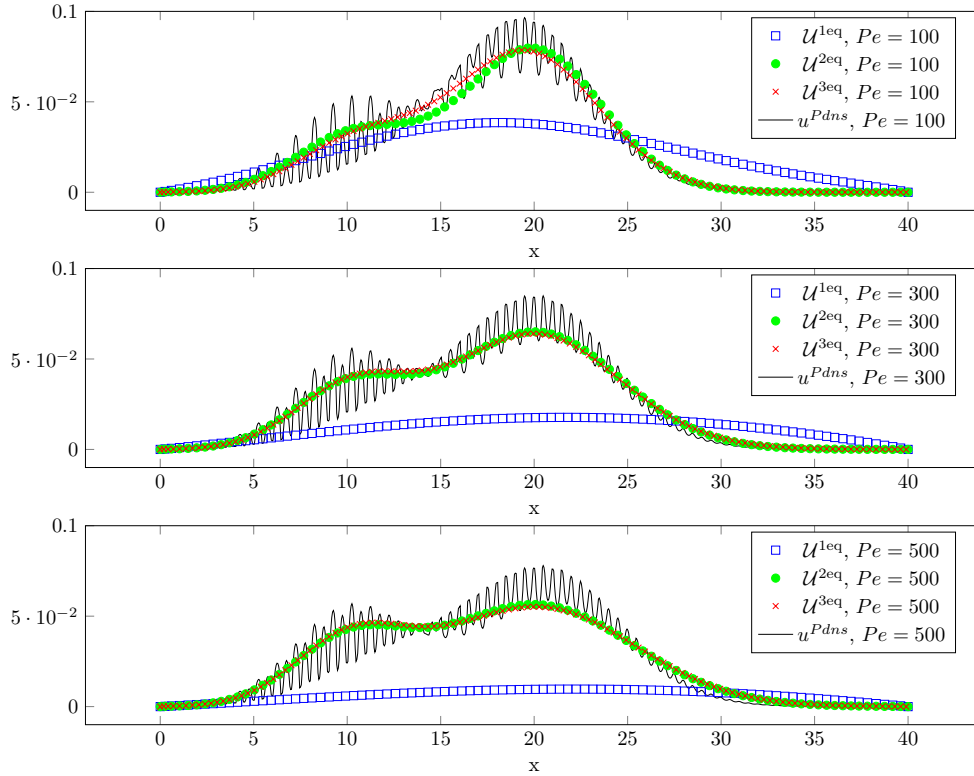 0.1
5 · 10⁻²
0
0 5 10 15 20 25 30 35 40
x
𝒰^1eq, Pe = 100
𝒰^2eq, Pe = 100
𝒰^3eq, Pe = 100
u^Pdns, Pe = 100
0.1
5 · 10⁻²
0
0 5 10 15 20 25 30 35 40
x
𝒰^1eq, Pe = 300
𝒰^2eq, Pe = 300
𝒰^3eq, Pe = 300
u^Pdns, Pe = 300
0.1
5 · 10⁻²
0
0 5 10 15 20 25 30 35 40
x
𝒰^1eq, Pe = 500
𝒰^2eq, Pe = 500
𝒰^3eq, Pe = 500
u^Pdns, Pe = 500